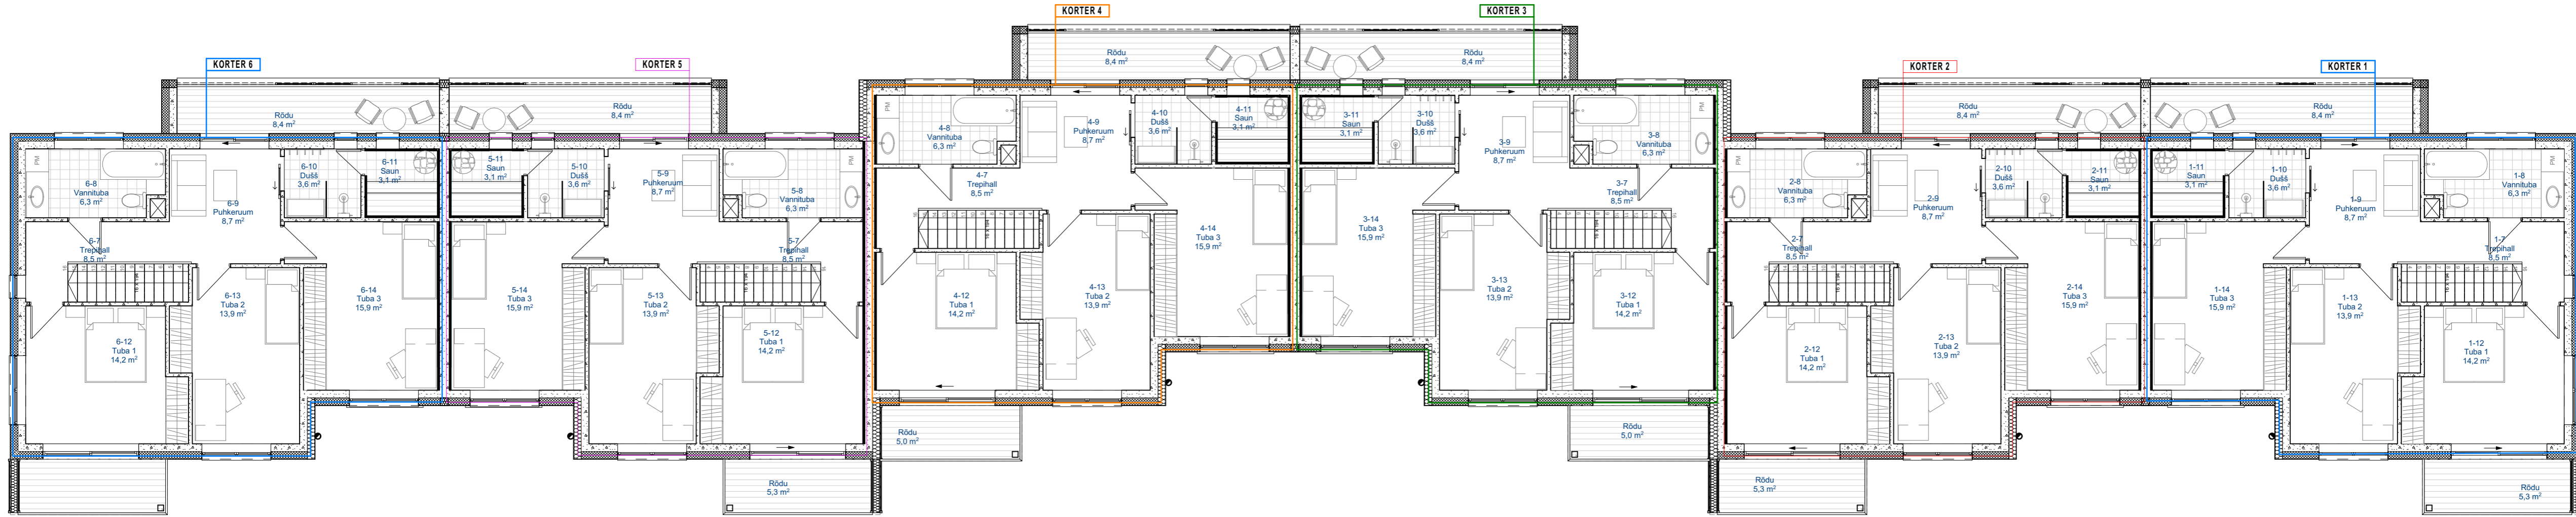 KORTER 6
Rõdu
8,4 m²
PM
6-8
Vannituba
6,3 m²
6-9
Puhkeruum
8,7 m²
6-10
Dušš
3,6 m²
6-11
Saun
3,1 m²
6-7
Trepihall
8,5 m²
6-12
Tuba 1
14,2 m²
6-13
Tuba 2
13,9 m²
6-14
Tuba 3
15,9 m²
KORTER 5
Rõdu
8,4 m²
5-11
Saun
3,1 m²
5-10
Dušš
3,6 m²
5-9
Puhkeruum
8,7 m²
PM
5-8
Vannituba
6,3 m²
5-7
Trepihall
8,5 m²
5-14
Tuba 3
15,9 m²
5-13
Tuba 2
13,9 m²
5-12
Tuba 1
14,2 m²
Rõdu
5,3 m²
KORTER 4
Rõdu
8,4 m²
PM
4-8
Vannituba
6,3 m²
4-9
Puhkeruum
8,7 m²
4-10
Dušš
3,6 m²
4-11
Saun
3,1 m²
4-7
Trepihall
8,5 m²
4-12
Tuba 1
14,2 m²
4-13
Tuba 2
13,9 m²
4-14
Tuba 3
15,9 m²
Rõdu
5,0 m²
KORTER 3
Rõdu
8,4 m²
3-11
Saun
3,1 m²
3-10
Dušš
3,6 m²
3-9
Puhkeruum
8,7 m²
PM
3-8
Vannituba
6,3 m²
3-7
Trepihall
8,5 m²
3-14
Tuba 3
15,9 m²
3-13
Tuba 2
13,9 m²
3-12
Tuba 1
14,2 m²
Rõdu
5,0 m²
KORTER 2
Rõdu
8,4 m²
PM
2-8
Vannituba
6,3 m²
2-9
Puhkeruum
8,7 m²
2-10
Dušš
3,6 m²
2-11
Saun
3,1 m²
2-7
Trepihall
8,5 m²
2-12
Tuba 1
14,2 m²
2-13
Tuba 2
13,9 m²
2-14
Tuba 3
15,9 m²
Rõdu
5,3 m²
KORTER 1
Rõdu
8,4 m²
1-11
Saun
3,1 m²
1-10
Dušš
3,6 m²
1-9
Puhkeruum
8,7 m²
PM
1-8
Vannituba
6,3 m²
1-7
Trepihall
8,5 m²
1-14
Tuba 3
15,9 m²
1-13
Tuba 2
13,9 m²
1-12
Tuba 1
14,2 m²
Rõdu
5,3 m²